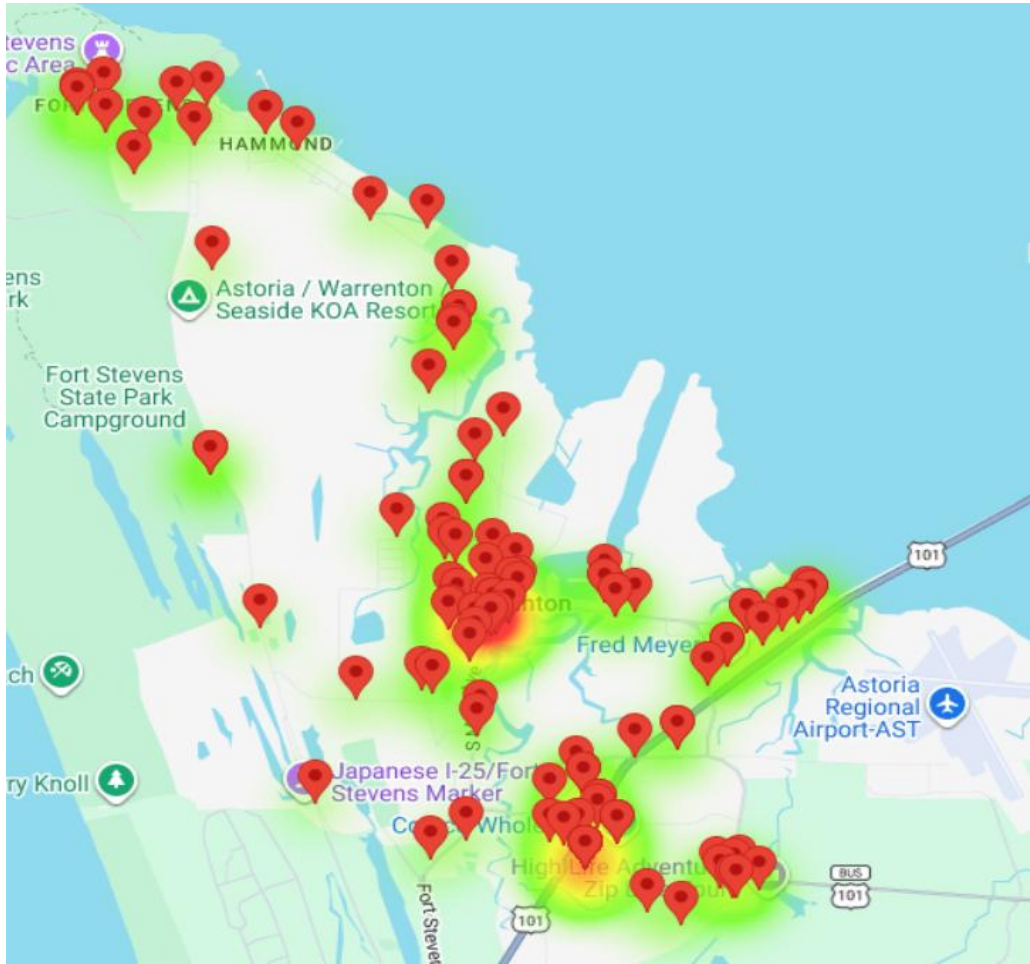 tevens
c Area
HAMMOND
ens
rk
Astoria / Warrenton /
Seaside KOA Resort
Fort Stevens
State Park
Campground
101
nton
Fred Meye
ch
Astoria
Regional
Airport-AST
ry Knoll
Japanese I-25/Fort
Stevens Marker
Whole
High Life Adventu
Zip
BUS
101
101
Fort Steve